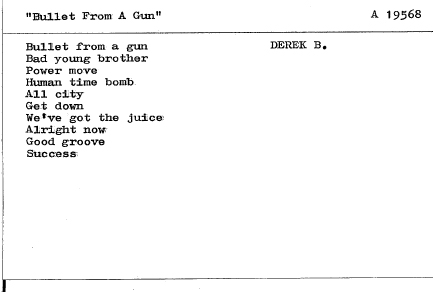 "Bullet From A Gun" A 19568
Bullet from a gun DEREK B.
Bad young brother
Power move
Human time bomb
All city
Get down
We've got the juice
Alright now
Good groove
Success